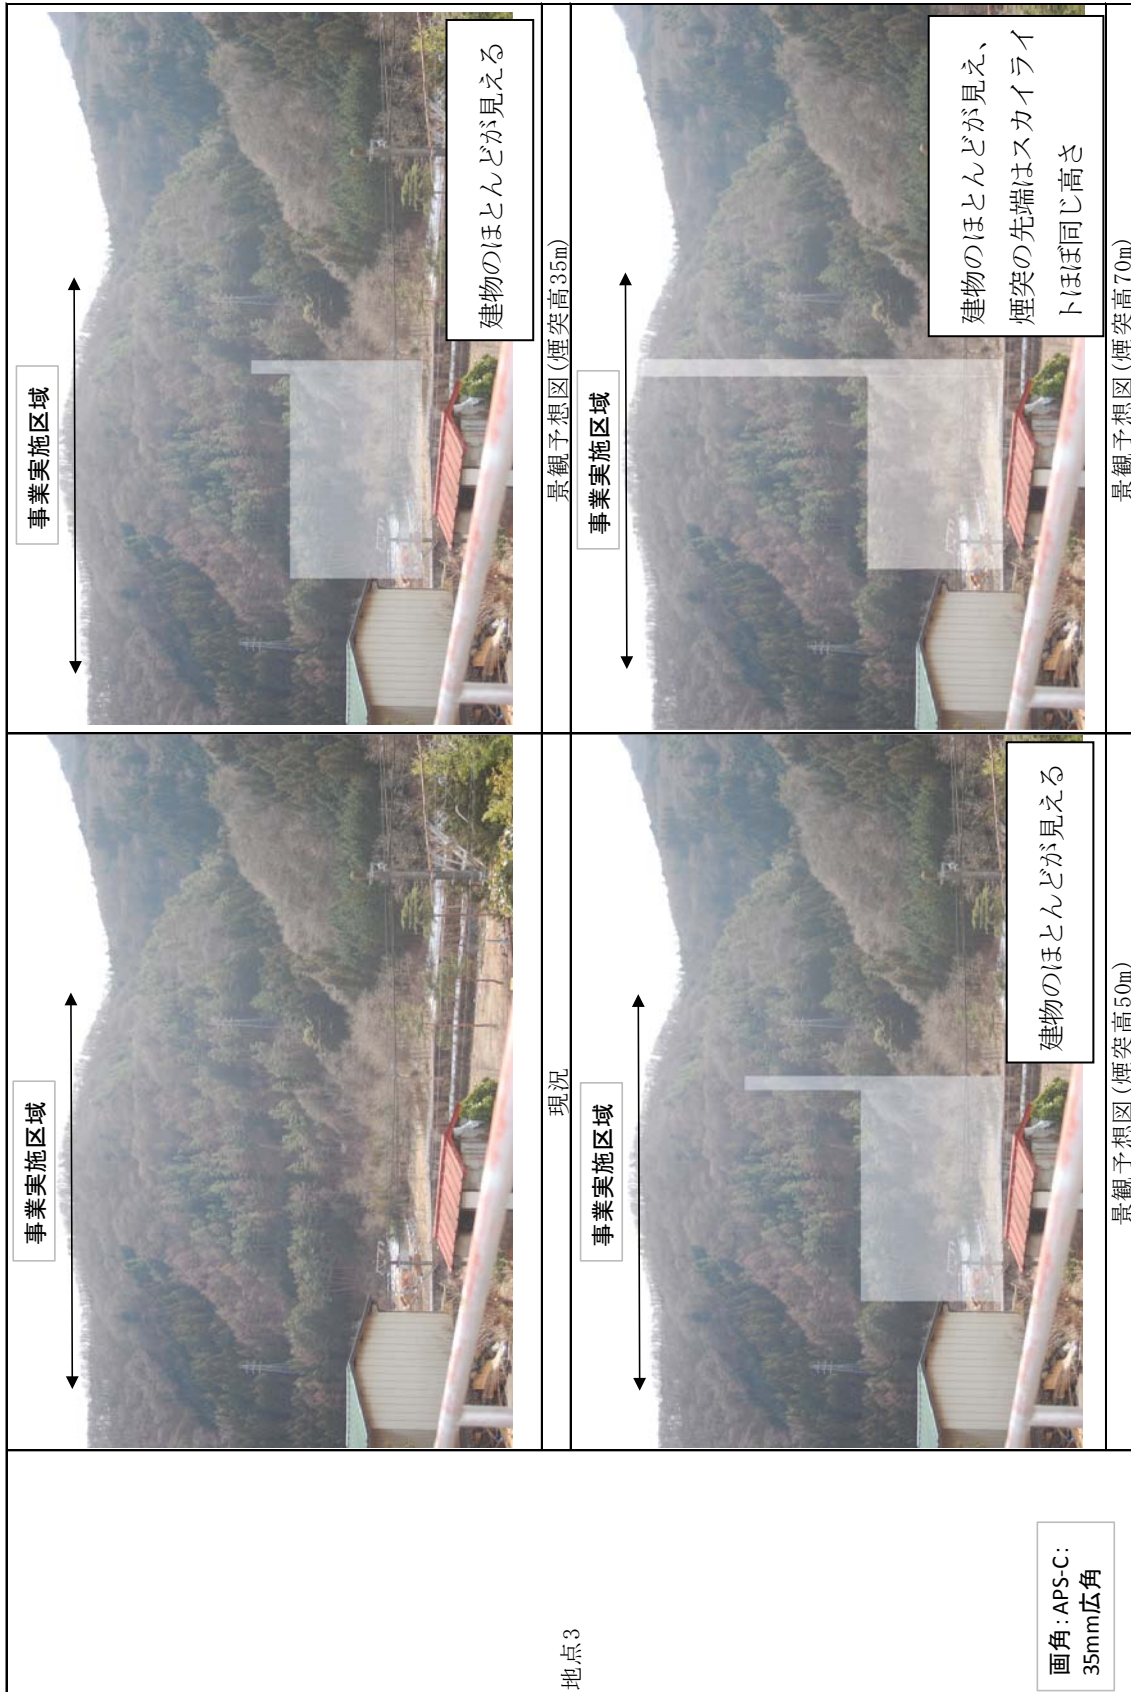 地点3
画角：APS-C：
35mm広角
事業実施区域
現況
事業実施区域
建物のほとんどが見える
景観予想図(煙突高35m)
事業実施区域
建物のほとんどが見える
景観予想図(煙突高50m)
事業実施区域
建物のほとんどが見え、
煙突の先端はスカイライ
トほぼ同じ高さ
景観予想図(煙突高70m)